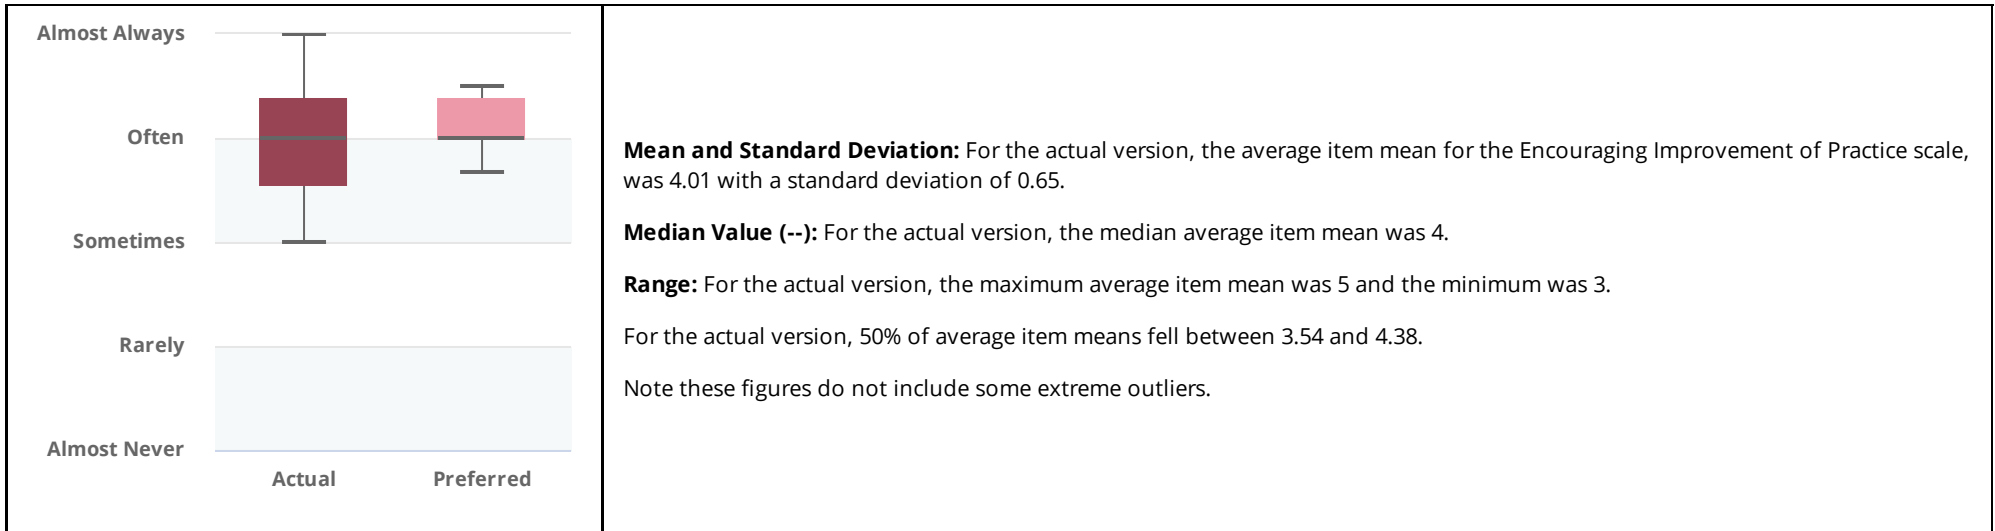 Almost Always
Often
Sometimes
Rarely
Almost Never
Actual
Preferred
Mean and Standard Deviation: For the actual version, the average item mean for the Encouraging Improvement of Practice scale,
was 4.01 with a standard deviation of 0.65.
Median Value (--): For the actual version, the median average item mean was 4.
Range: For the actual version, the maximum average item mean was 5 and the minimum was 3.
For the actual version, 50% of average item means fell between 3.54 and 4.38.
Note these figures do not include some extreme outliers.